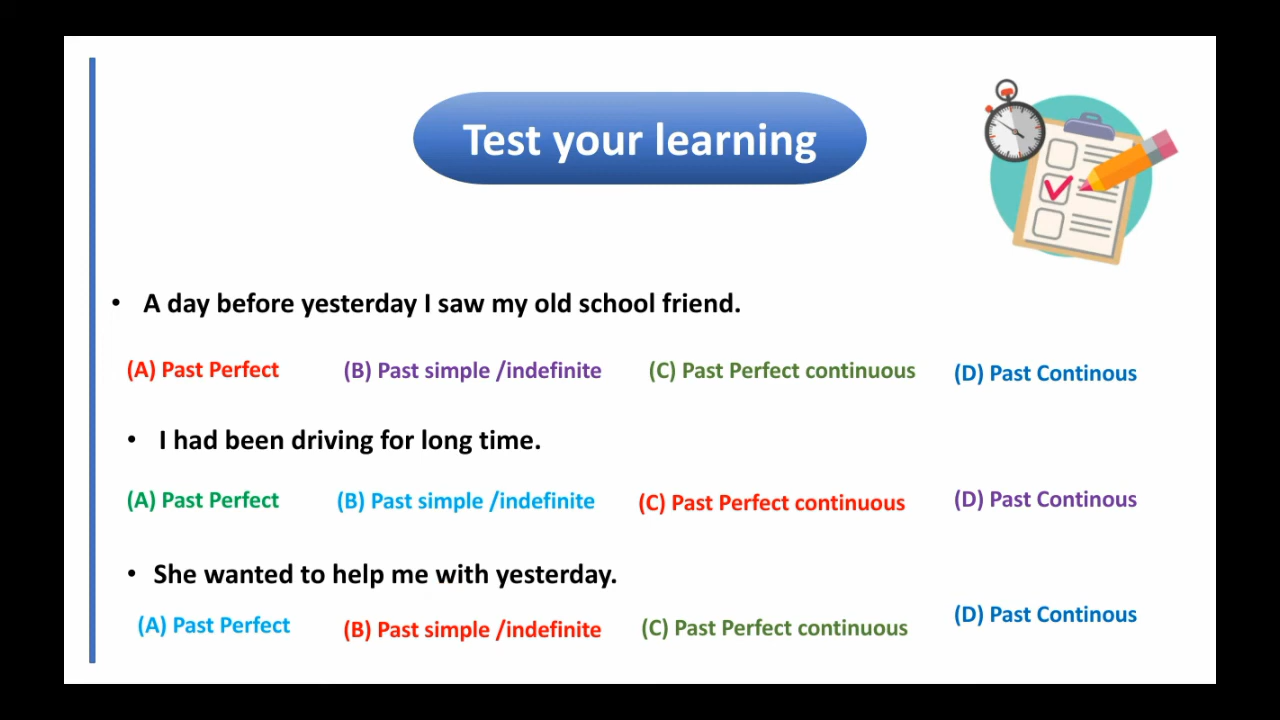 Test your learning
• A day before yesterday I saw my old school friend.
(A) Past Perfect (B) Past simple /indefinite (C) Past Perfect continuous (D) Past Continous
• I had been driving for long time.
(A) Past Perfect (B) Past simple /indefinite (C) Past Perfect continuous (D) Past Continous
• She wanted to help me with yesterday.
(A) Past Perfect (B) Past simple /indefinite (C) Past Perfect continuous (D) Past Continous